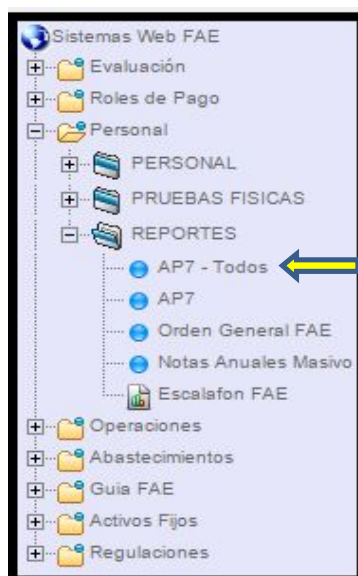 Sistemas Web FAE
Evaluación
Roles de Pago
Personal
PERSONAL
PRUEBAS FISICAS
REPORTES
AP7 - Todos
AP7
Orden General FAE
Notas Anuales Masivo
Escalafon FAE
Operaciones
Abastecimientos
Guia FAE
Activos Fijos
Regulaciones